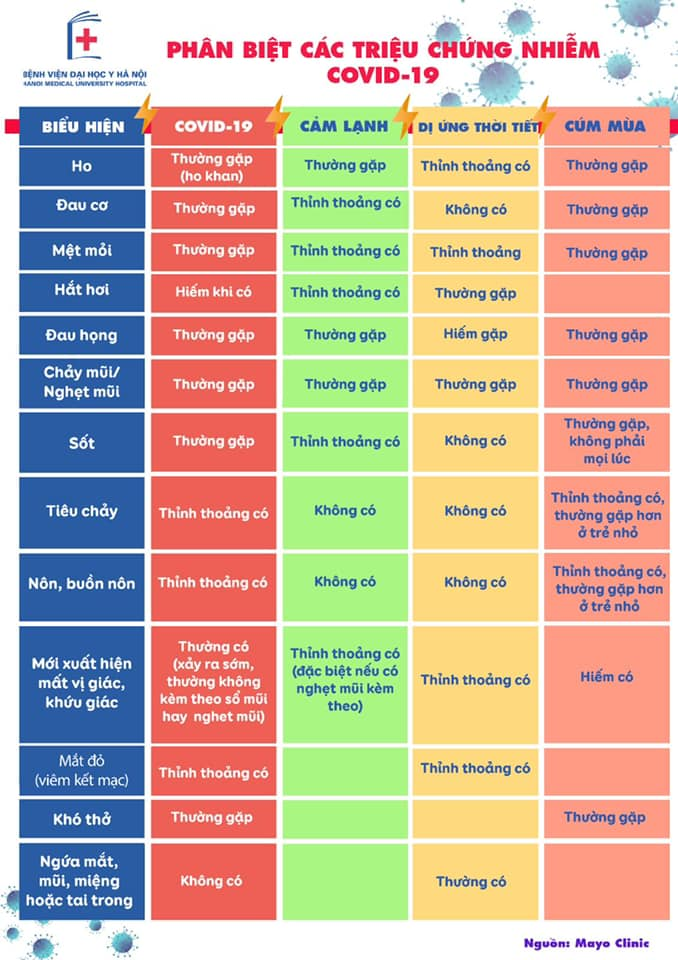 BỆNH VIỆN ĐẠI HỌC Y HÀ NỘI
HANOI MEDICAL UNIVERSITY HOSPITAL
PHÂN BIỆT CÁC TRIỆU CHỨNG NHIỄM
COVID-19
BIỂU HIỆN COVID-19 CẢM LẠNH DỊ ỨNG THỜI TIẾT CÚM MÙA
Ho
Thường gặp
(ho khan)
Thường gặp
Thỉnh thoảng có
Thường gặp
Đau cơ
Thường gặp
Thỉnh thoảng có
Không có
Thường gặp
Mệt mỏi
Thường gặp
Thỉnh thoảng có
Thỉnh thoảng
Thường gặp
Hắt hơi
Hiếm khi có
Thỉnh thoảng có
Thường gặp
Đau họng
Thường gặp
Thường gặp
Hiếm gặp
Thường gặp
Chảy mũi/
Nghẹt mũi
Thường gặp
Thường gặp
Thường gặp
Thường gặp
Sốt
Thường gặp
Thỉnh thoảng có
Không có
Thường gặp,
không phải
mọi lúc
Tiêu chảy
Thỉnh thoảng có
Không có
Không có
Thỉnh thoảng có,
thường gặp hơn
ở trẻ nhỏ
Nôn, buồn nôn
Thỉnh thoảng có
Không có
Không có
Thỉnh thoảng có,
thường gặp hơn
ở trẻ nhỏ
Mới xuất hiện
mất vị giác,
khứu giác
Thường có
(xảy ra sớm,
thường không
kèm theo sổ mũi
hay nghet mũi)
Thỉnh thoảng có
(đặc biệt nếu có
nghẹt mũi kèm
theo)
Thỉnh thoảng có
Hiếm có
Mắt đỏ
(viêm kết mạc)
Thỉnh thoảng có
Thỉnh thoảng có
Khó thở
Thường gặp
Thường gặp
Ngứa mắt,
mũi, miệng
hoặc tai trong
Không có
Thường có
Nguồn: Mayo Clinic